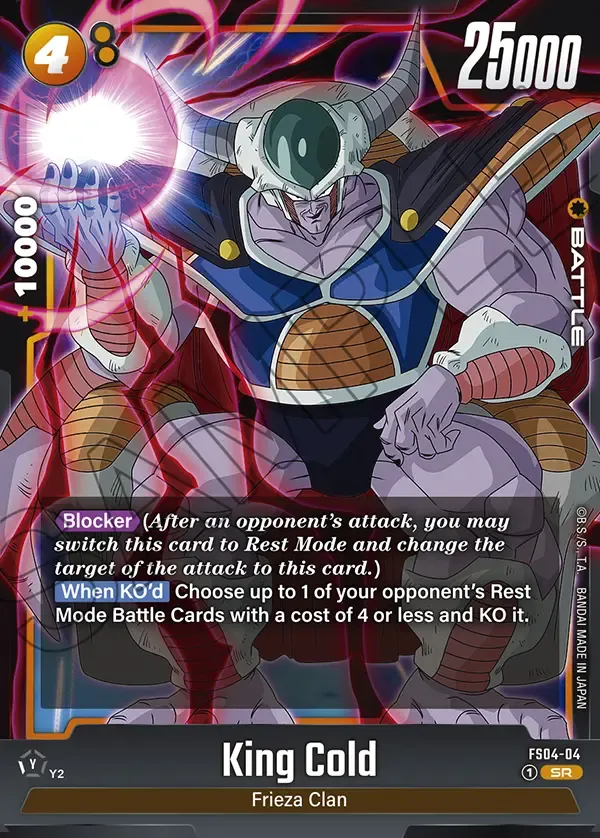 4
25000
+10000
BATTLE
SAMPLE
Blocker (After an opponent's attack, you may
switch this card to Rest Mode and change the
target of the attack to this card.)
When KO'd Choose up to 1 of your opponent's Rest
Mode Battle Cards with a cost of 4 or less and KO it.
©B.S./S., T.A. BANDAI MADE IN JAPAN
King Cold
FS04-04
Y Y2
1 SR
Frieza Clan